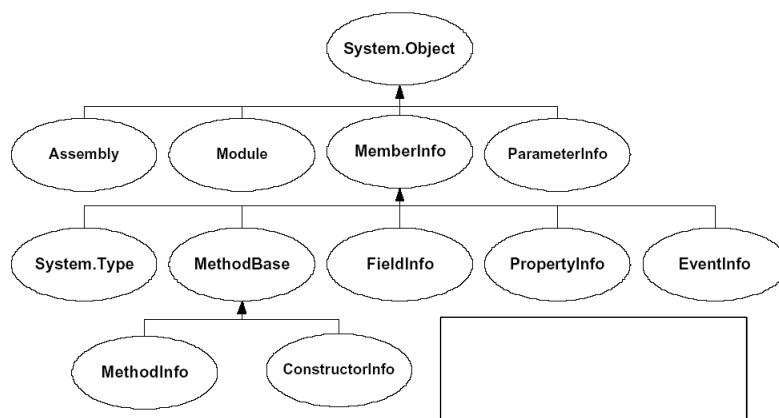 System.Object
Assembly
Module
MemberInfo
ParameterInfo
System.Type
MethodBase
FieldInfo
PropertyInfo
EventInfo
MethodInfo
ConstructorInfo